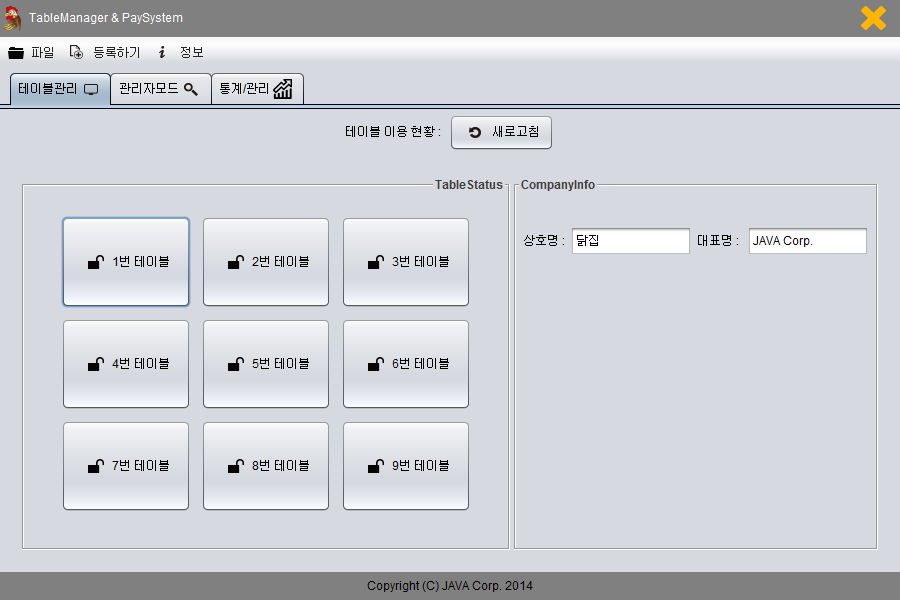 TableManager & PaySystem
파일 등록하기 정보
테이블관리 관리자모드 통계/관리
테이블 이용 현황 : 새로고침
TableStatus CompanyInfo
상호명 : 닭집 대표명 : JAVA Corp.
1번 테이블 2번 테이블 3번 테이블
4번 테이블 5번 테이블 6번 테이블
7번 테이블 8번 테이블 9번 테이블
Copyright (C) JAVA Corp. 2014